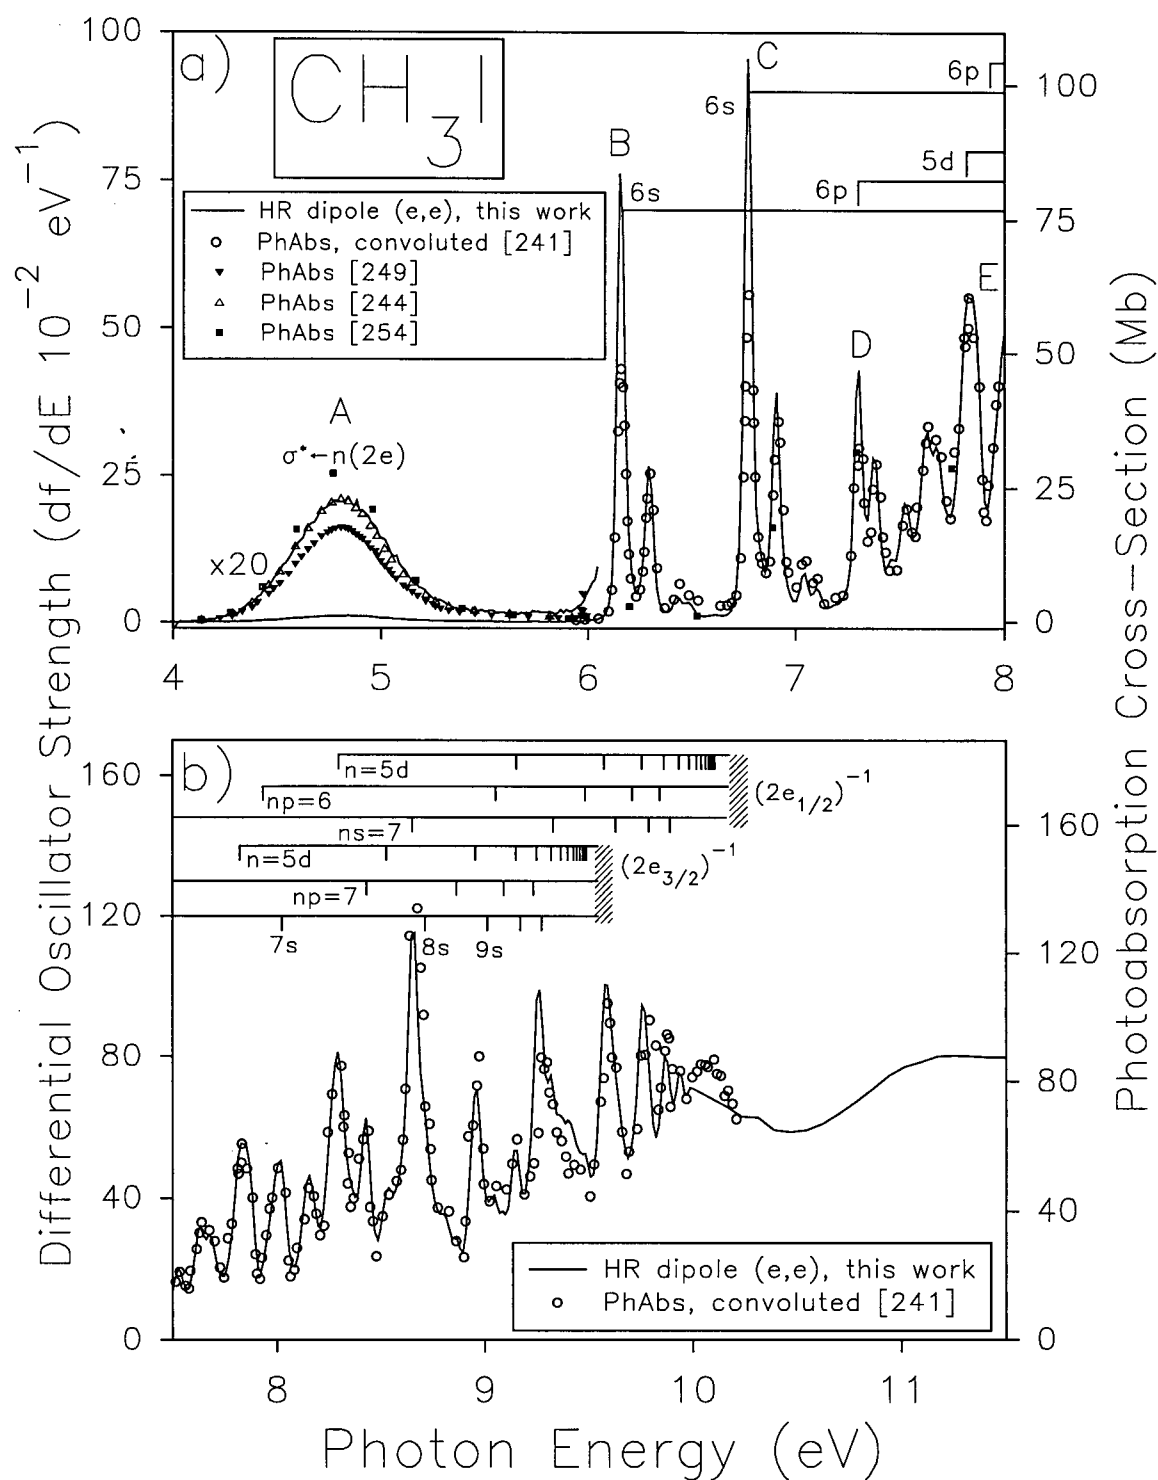 Differential Oscillator Strength (df/dE 10⁻² eV⁻¹)
Photoabsorption Cross-Section (Mb)
a)
CH₃I
HR dipole (e,e), this work
PhAbs, convoluted [241]
PhAbs [249]
PhAbs [244]
PhAbs [254]
100
75
50
25
0
100
75
50
25
0
A
σ*←n(2e)
x20
B
6s
C
6s
6p
5d
6p
D
E
4
5
6
7
8
b)
n=5d
np=6
ns=7
(2e₁/₂)⁻¹
n=5d
np=7
(2e₃/₂)⁻¹
7s
8s
9s
160
120
80
40
0
160
120
80
40
0
HR dipole (e,e), this work
PhAbs, convoluted [241]
8
9
10
11
Photon Energy (eV)